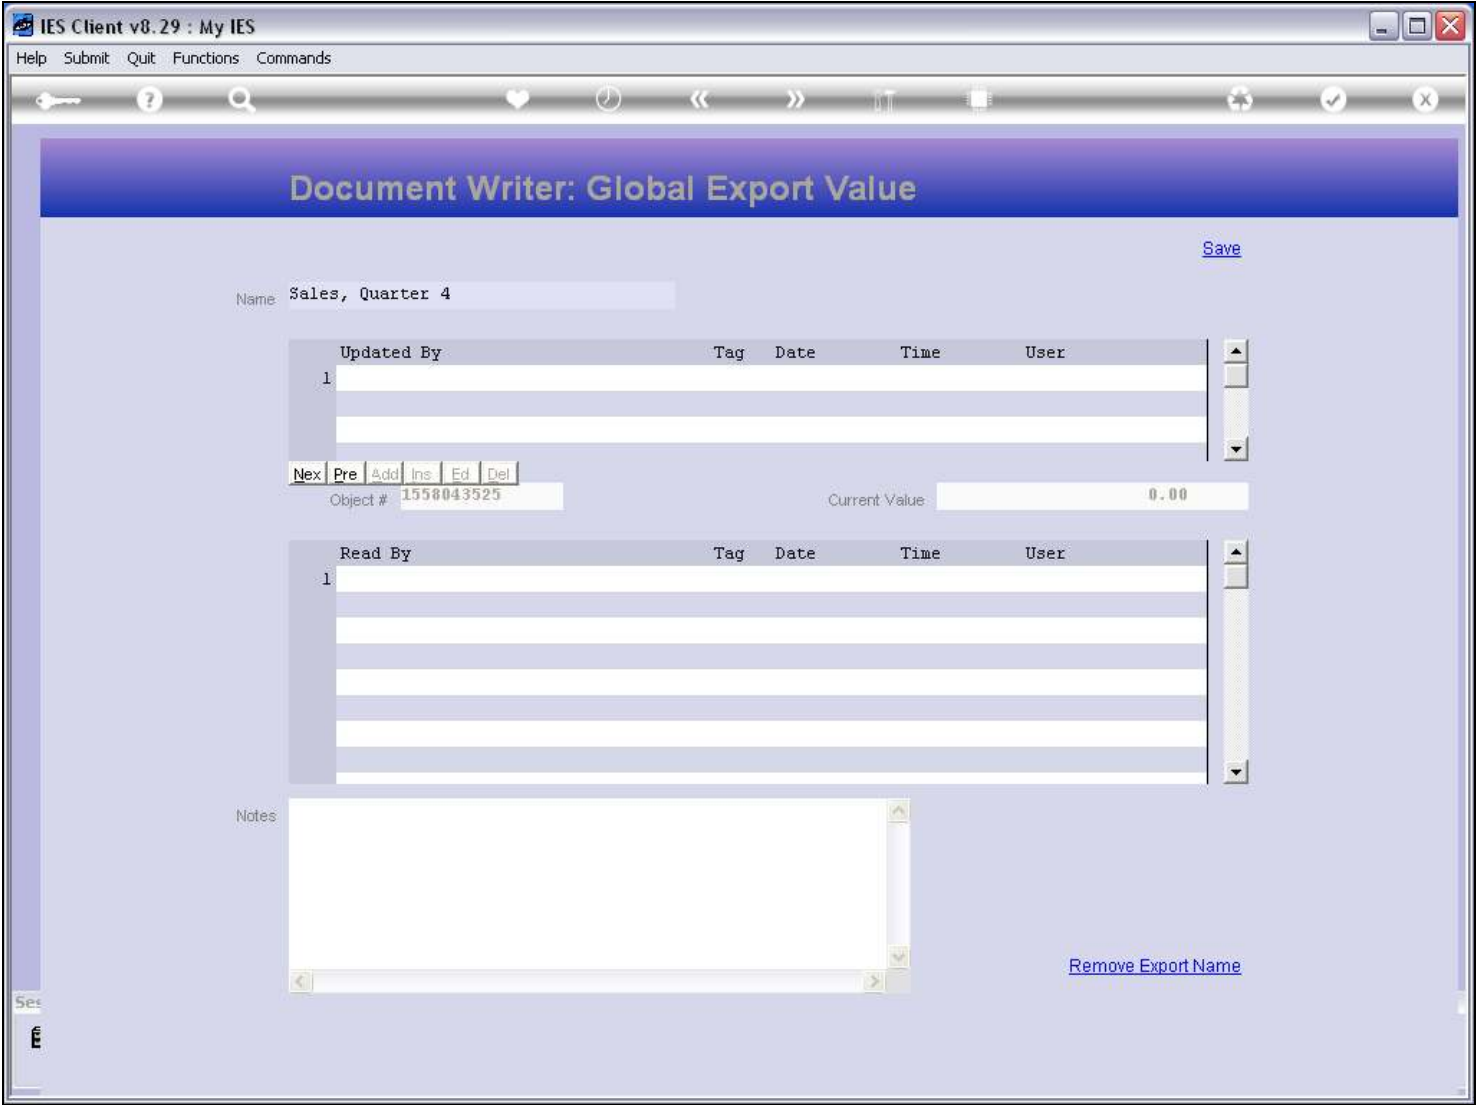 IES Client v8.29 : My IES
Help Submit Quit Functions Commands
Document Writer: Global Export Value
Save
Name Sales, Quarter 4
Updated By Tag Date Time User
1
Nex Pre Add Ins Ed Del
Object # 1558043525 Current Value 0.00
Read By Tag Date Time User
1
Notes
Remove Export Name